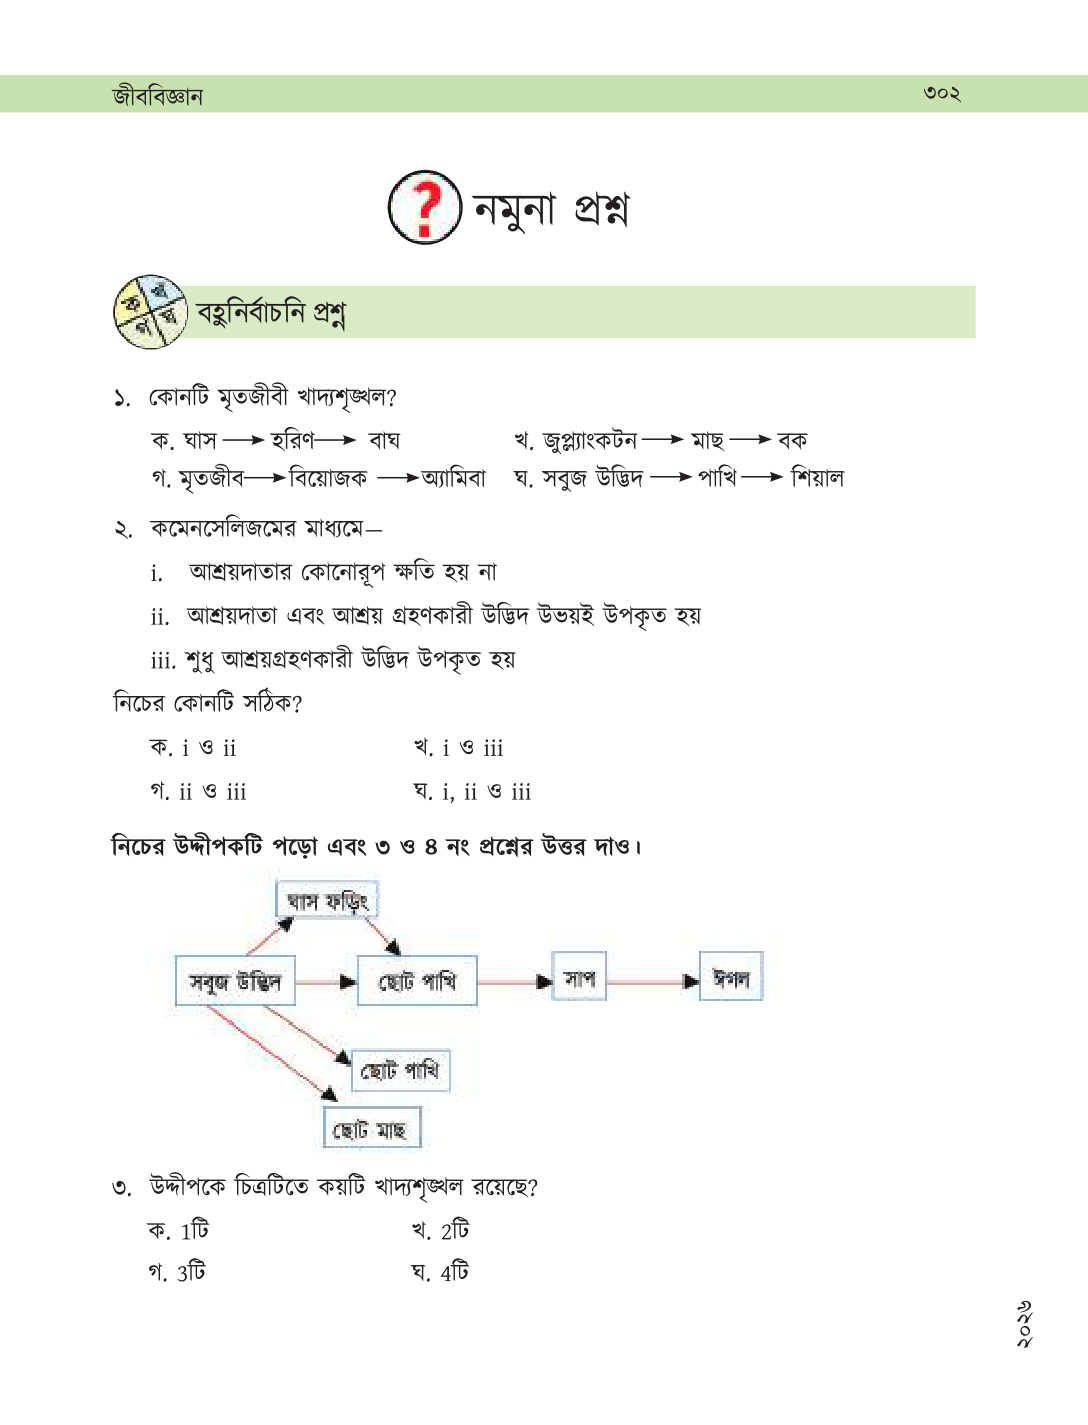 জীববিজ্ঞান ৩০২
? নমুনা প্রশ্ন
ক খ গ ঘ বহুনির্বাচনি প্রশ্ন
১. কোনটি মৃতজীবী খাদ্যশৃঙ্খল?
ক. ঘাস ⟶ হরিণ ⟶ বাঘ খ. জুপ্ল্যাংকটন ⟶ মাছ ⟶ বক
গ. মৃতজীব ⟶ বিয়োজক ⟶ অ্যামিবা ঘ. সবুজ উদ্ভিদ ⟶ পাখি ⟶ শিয়াল
২. কমেনসেলিজমের মাধ্যমে—
i. আশ্রয়দাতার কোনোরূপ ক্ষতি হয় না
ii. আশ্রয়দাতা এবং আশ্রয় গ্রহণকারী উদ্ভিদ উভয়ই উপকৃত হয়
iii. শুধু আশ্রয়গ্রহণকারী উদ্ভিদ উপকৃত হয়
নিচের কোনটি সঠিক?
ক. i ও ii খ. i ও iii
গ. ii ও iii ঘ. i, ii ও iii
নিচের উদ্দীপকটি পড়ো এবং ৩ ও ৪ নং প্রশ্নের উত্তর দাও।
ঘাস ফড়িং
সবুজ উদ্ভিদ ছোট পাখি সাপ ঈগল
ছোট পাখি
ছোট মাছ
৩. উদ্দীপকে চিত্রটিতে কয়টি খাদ্যশৃঙ্খল রয়েছে?
ক. 1টি খ. 2টি
গ. 3টি ঘ. 4টি
২০২৬